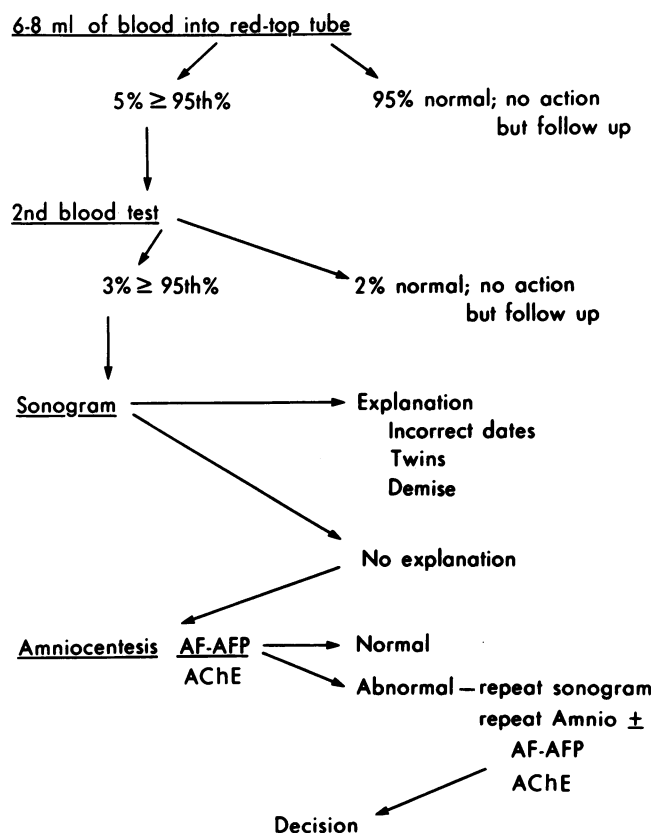 6-8 ml of blood into red-top tube
5% ≥ 95th%
95% normal; no action
but follow up
2nd blood test
3% ≥ 95th%
2% normal; no action
but follow up
Sonogram
Explanation
Incorrect dates
Twins
Demise
No explanation
Amniocentesis AF-AFP
AChE
Normal
Abnormal – repeat sonogram
repeat Amnio ±
AF-AFP
AChE
Decision